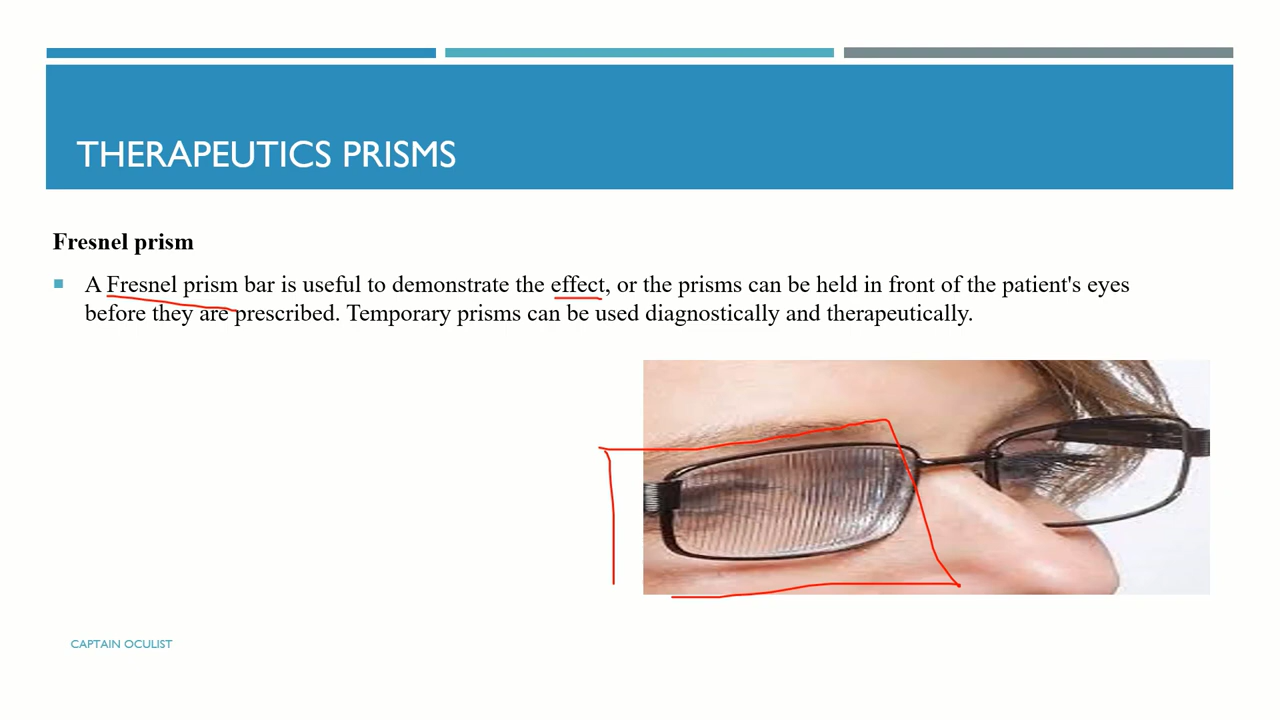 THERAPEUTICS PRISMS
Fresnel prism
A Fresnel prism bar is useful to demonstrate the effect, or the prisms can be held in front of the patient's eyes
before they are prescribed. Temporary prisms can be used diagnostically and therapeutically.
CAPTAIN OCULIST